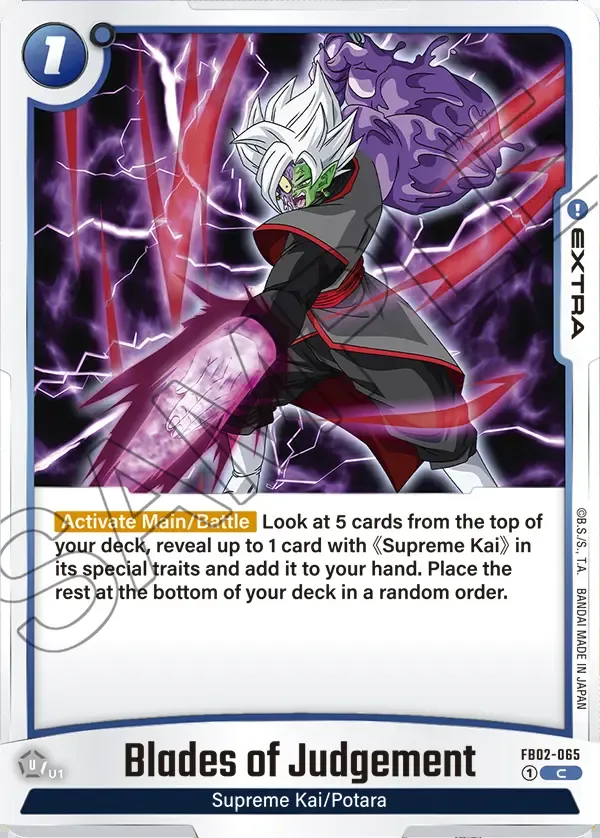 1
EXTRA
SAMPLE
Activate Main/Battle Look at 5 cards from the top of
your deck, reveal up to 1 card with 《Supreme Kai》 in
its special traits and add it to your hand. Place the
rest at the bottom of your deck in a random order.
©B.S./S., T.A. BANDAI MADE IN JAPAN
U/U1
Blades of Judgement
FB02-065
1 C
Supreme Kai/Potara